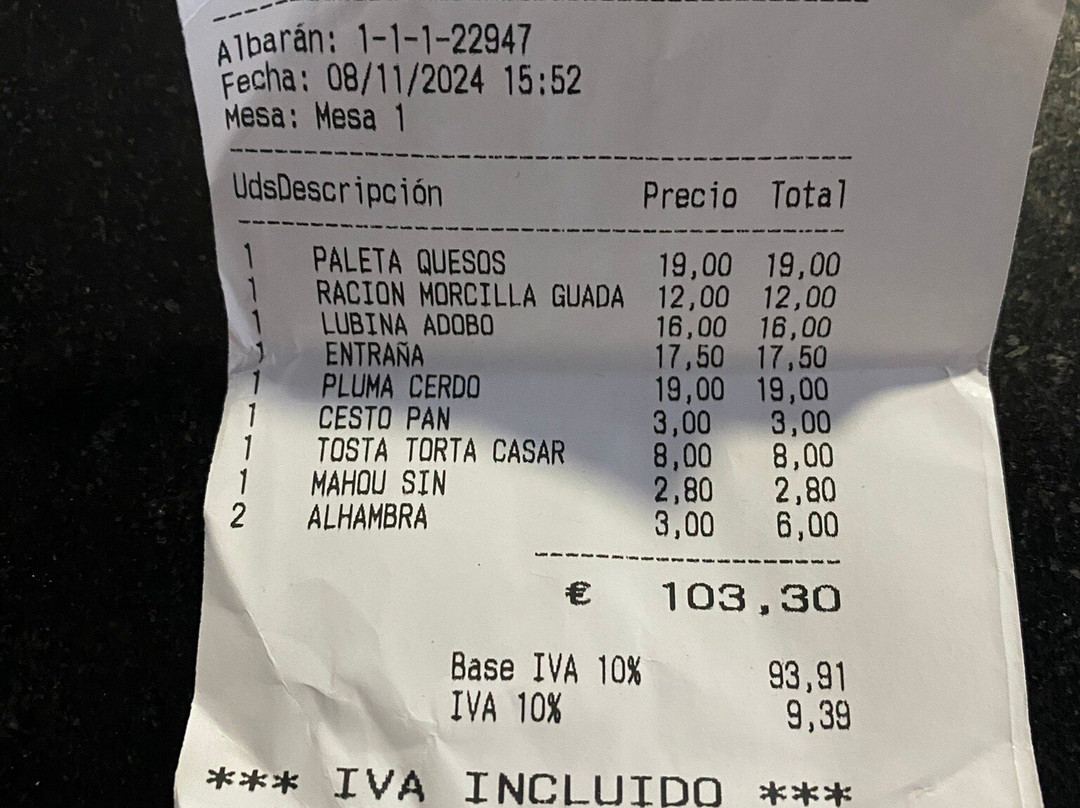 Albarán: 1-1-1-22947
Fecha: 08/11/2024 15:52
Mesa: Mesa 1
UdsDescripción Precio Total
1 PALETA QUESOS 19,00 19,00
1 RACION MORCILLA GUADA 12,00 12,00
1 LUBINA ADOBO 16,00 16,00
1 ENTRAÑA 17,50 17,50
1 PLUMA CERDO 19,00 19,00
1 CESTO PAN 3,00 3,00
1 TOSTA TORTA CASAR 8,00 8,00
1 MAHOU SIN 2,80 2,80
2 ALHAMBRA 3,00 6,00
€ 103,30
Base IVA 10% 93,91
IVA 10% 9,39
*** IVA INCLUIDO ***